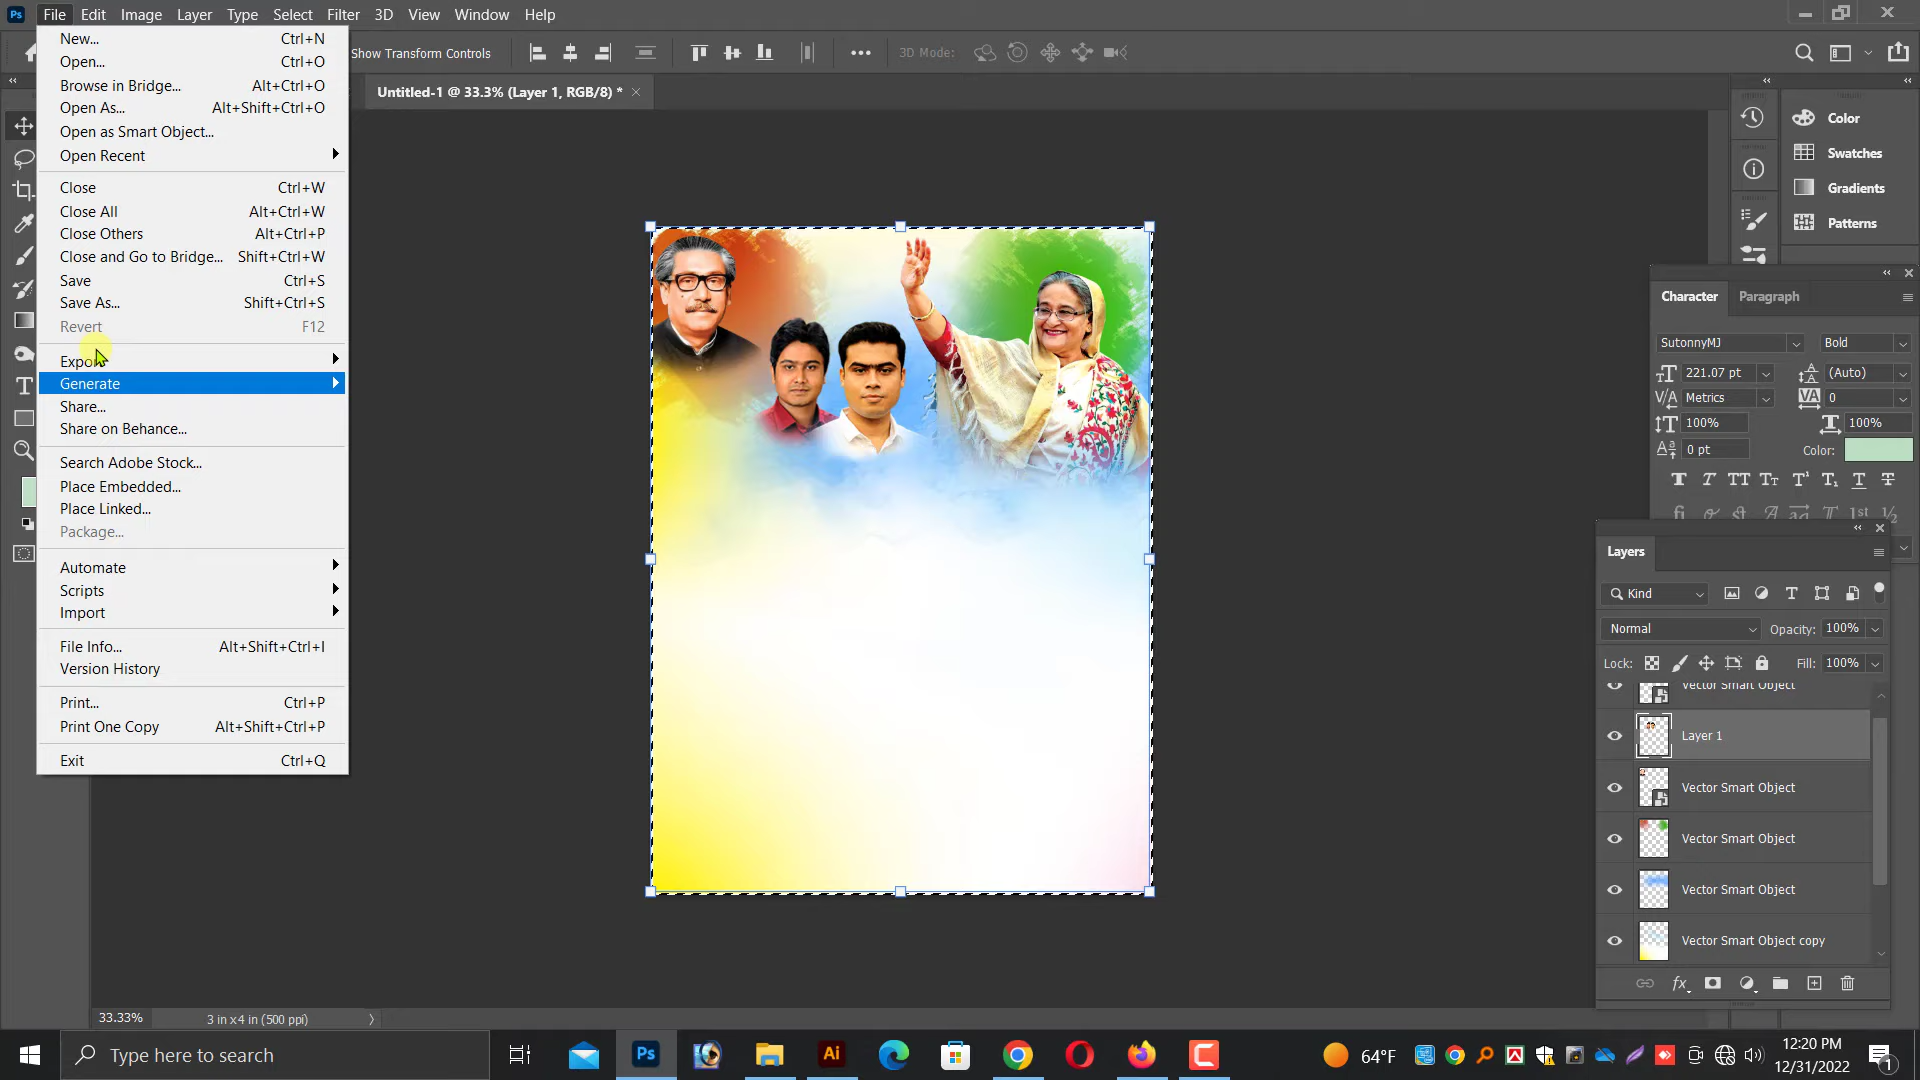 Ps File Edit Image Layer Type Select Filter 3D View Window Help
Show Transform Controls 3D Mode:
Untitled-1 @ 33.3% (Layer 1, RGB/8) *
New... Ctrl+N
Open... Ctrl+O
Browse in Bridge... Alt+Ctrl+O
Open As... Alt+Shift+Ctrl+O
Open as Smart Object...
Open Recent
Close Ctrl+W
Close All Alt+Ctrl+W
Close Others Alt+Ctrl+P
Close and Go to Bridge... Shift+Ctrl+W
Save Ctrl+S
Save As... Shift+Ctrl+S
Revert F12
Export
Generate
Share...
Share on Behance...
Search Adobe Stock...
Place Embedded...
Place Linked...
Package...
Automate
Scripts
Import
File Info... Alt+Shift+Ctrl+I
Version History
Print... Ctrl+P
Print One Copy Alt+Shift+Ctrl+P
Exit Ctrl+Q
Color
Swatches
Gradients
Patterns
Character Paragraph
SutonnyMJ Bold
221.07 pt (Auto)
Metrics 0
100% 100%
0 pt Color:
Layers
Kind
Normal Opacity: 100%
Lock: Fill: 100%
Vector Smart Object
Layer 1
Vector Smart Object
Vector Smart Object
Vector Smart Object
Vector Smart Object copy
33.33% 3 in x 4 in (500 ppi)
Type here to search
Ps Ai
64°F
12:20 PM
12/31/2022
1